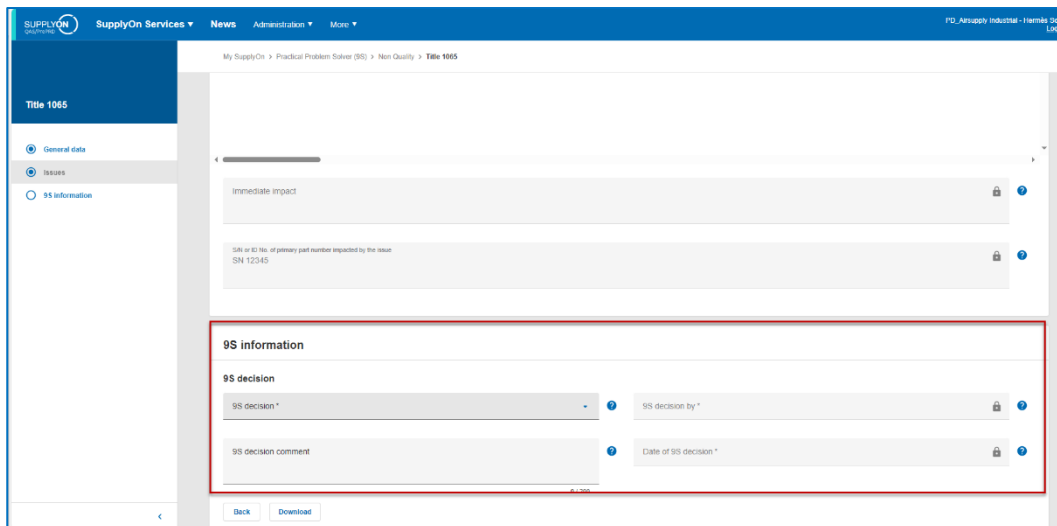 SUPPLYON
SupplyOn Services ▼ News Administration ▼ More ▼
PD_Airsupply Industrial - Hermès So
Log
My SupplyOn > Practical Problem Solver (9S) > Non Quality > Title 1065
Title 1065
General data
Issues
9S information
Immediate impact
S/N or ID No. of primary part number impacted by the issue
SN 12345
9S information
9S decision
9S decision *
9S decision by *
9S decision comment
Date of 9S decision *
Back
Download